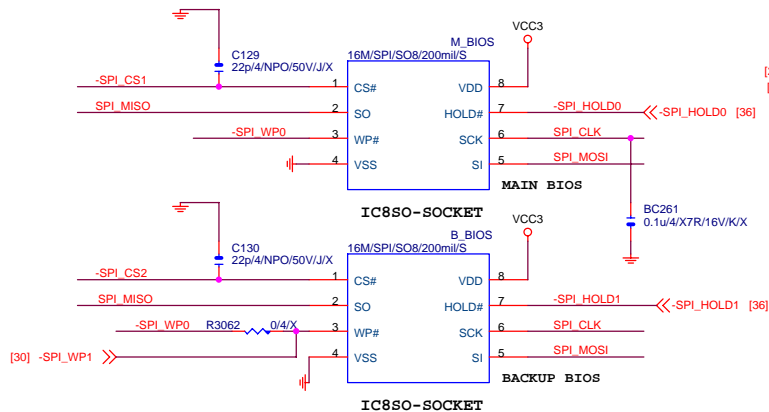 VCC3
M_BIOS
C129
22p/4/NPO/50V/J/X
16M/SPI/SO8/200mil/S
-SPI_CS1 1 CS# VDD 8
SPI_MISO 2 SO HOLD# 7 -SPI_HOLD0 -SPI_HOLD0 [36]
-SPI_WP0 3 WP# SCK 6 SPI_CLK
4 VSS SI 5 SPI_MOSI
MAIN BIOS
IC8SO-SOCKET
BC261
0.1u/4/X7R/16V/K/X
VCC3
B_BIOS
C130
22p/4/NPO/50V/J/X
16M/SPI/SO8/200mil/S
-SPI_CS2 1 CS# VDD 8
SPI_MISO 2 SO HOLD# 7 -SPI_HOLD1 -SPI_HOLD1 [36]
-SPI_WP0 R3062 0/4/X 3 WP# SCK 6 SPI_CLK
[30] -SPI_WP1 4 VSS SI 5 SPI_MOSI
BACKUP BIOS
IC8SO-SOCKET